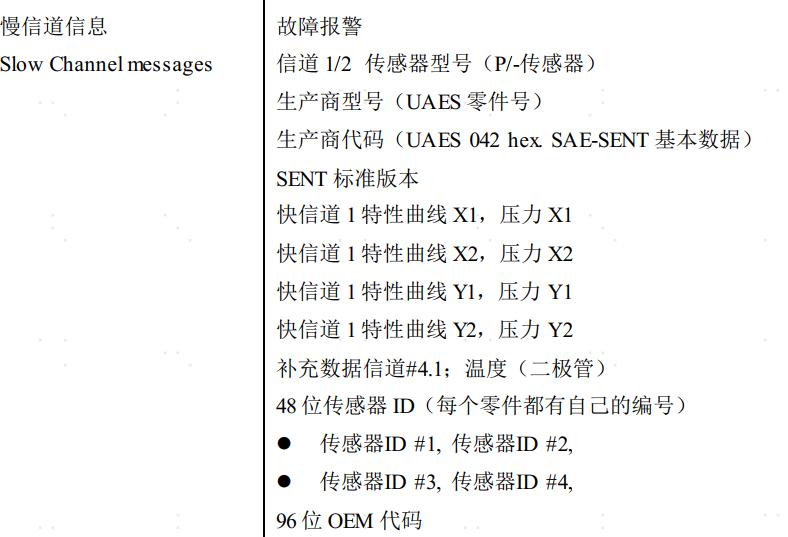 慢信道信息
Slow Channel messages
故障报警
信道 1/2 传感器型号（P/-传感器）
生产商型号（UAES 零件号）
生产商代码（UAES 042 hex. SAE-SENT 基本数据）
SENT 标准版本
快信道 1 特性曲线 X1，压力 X1
快信道 1 特性曲线 X2，压力 X2
快信道 1 特性曲线 Y1，压力 Y1
快信道 1 特性曲线 Y2，压力 Y2
补充数据信道#4.1；温度（二极管）
48 位传感器 ID（每个零件都有自己的编号）
● 传感器ID #1, 传感器ID #2,
● 传感器ID #3, 传感器ID #4,
96 位 OEM 代码